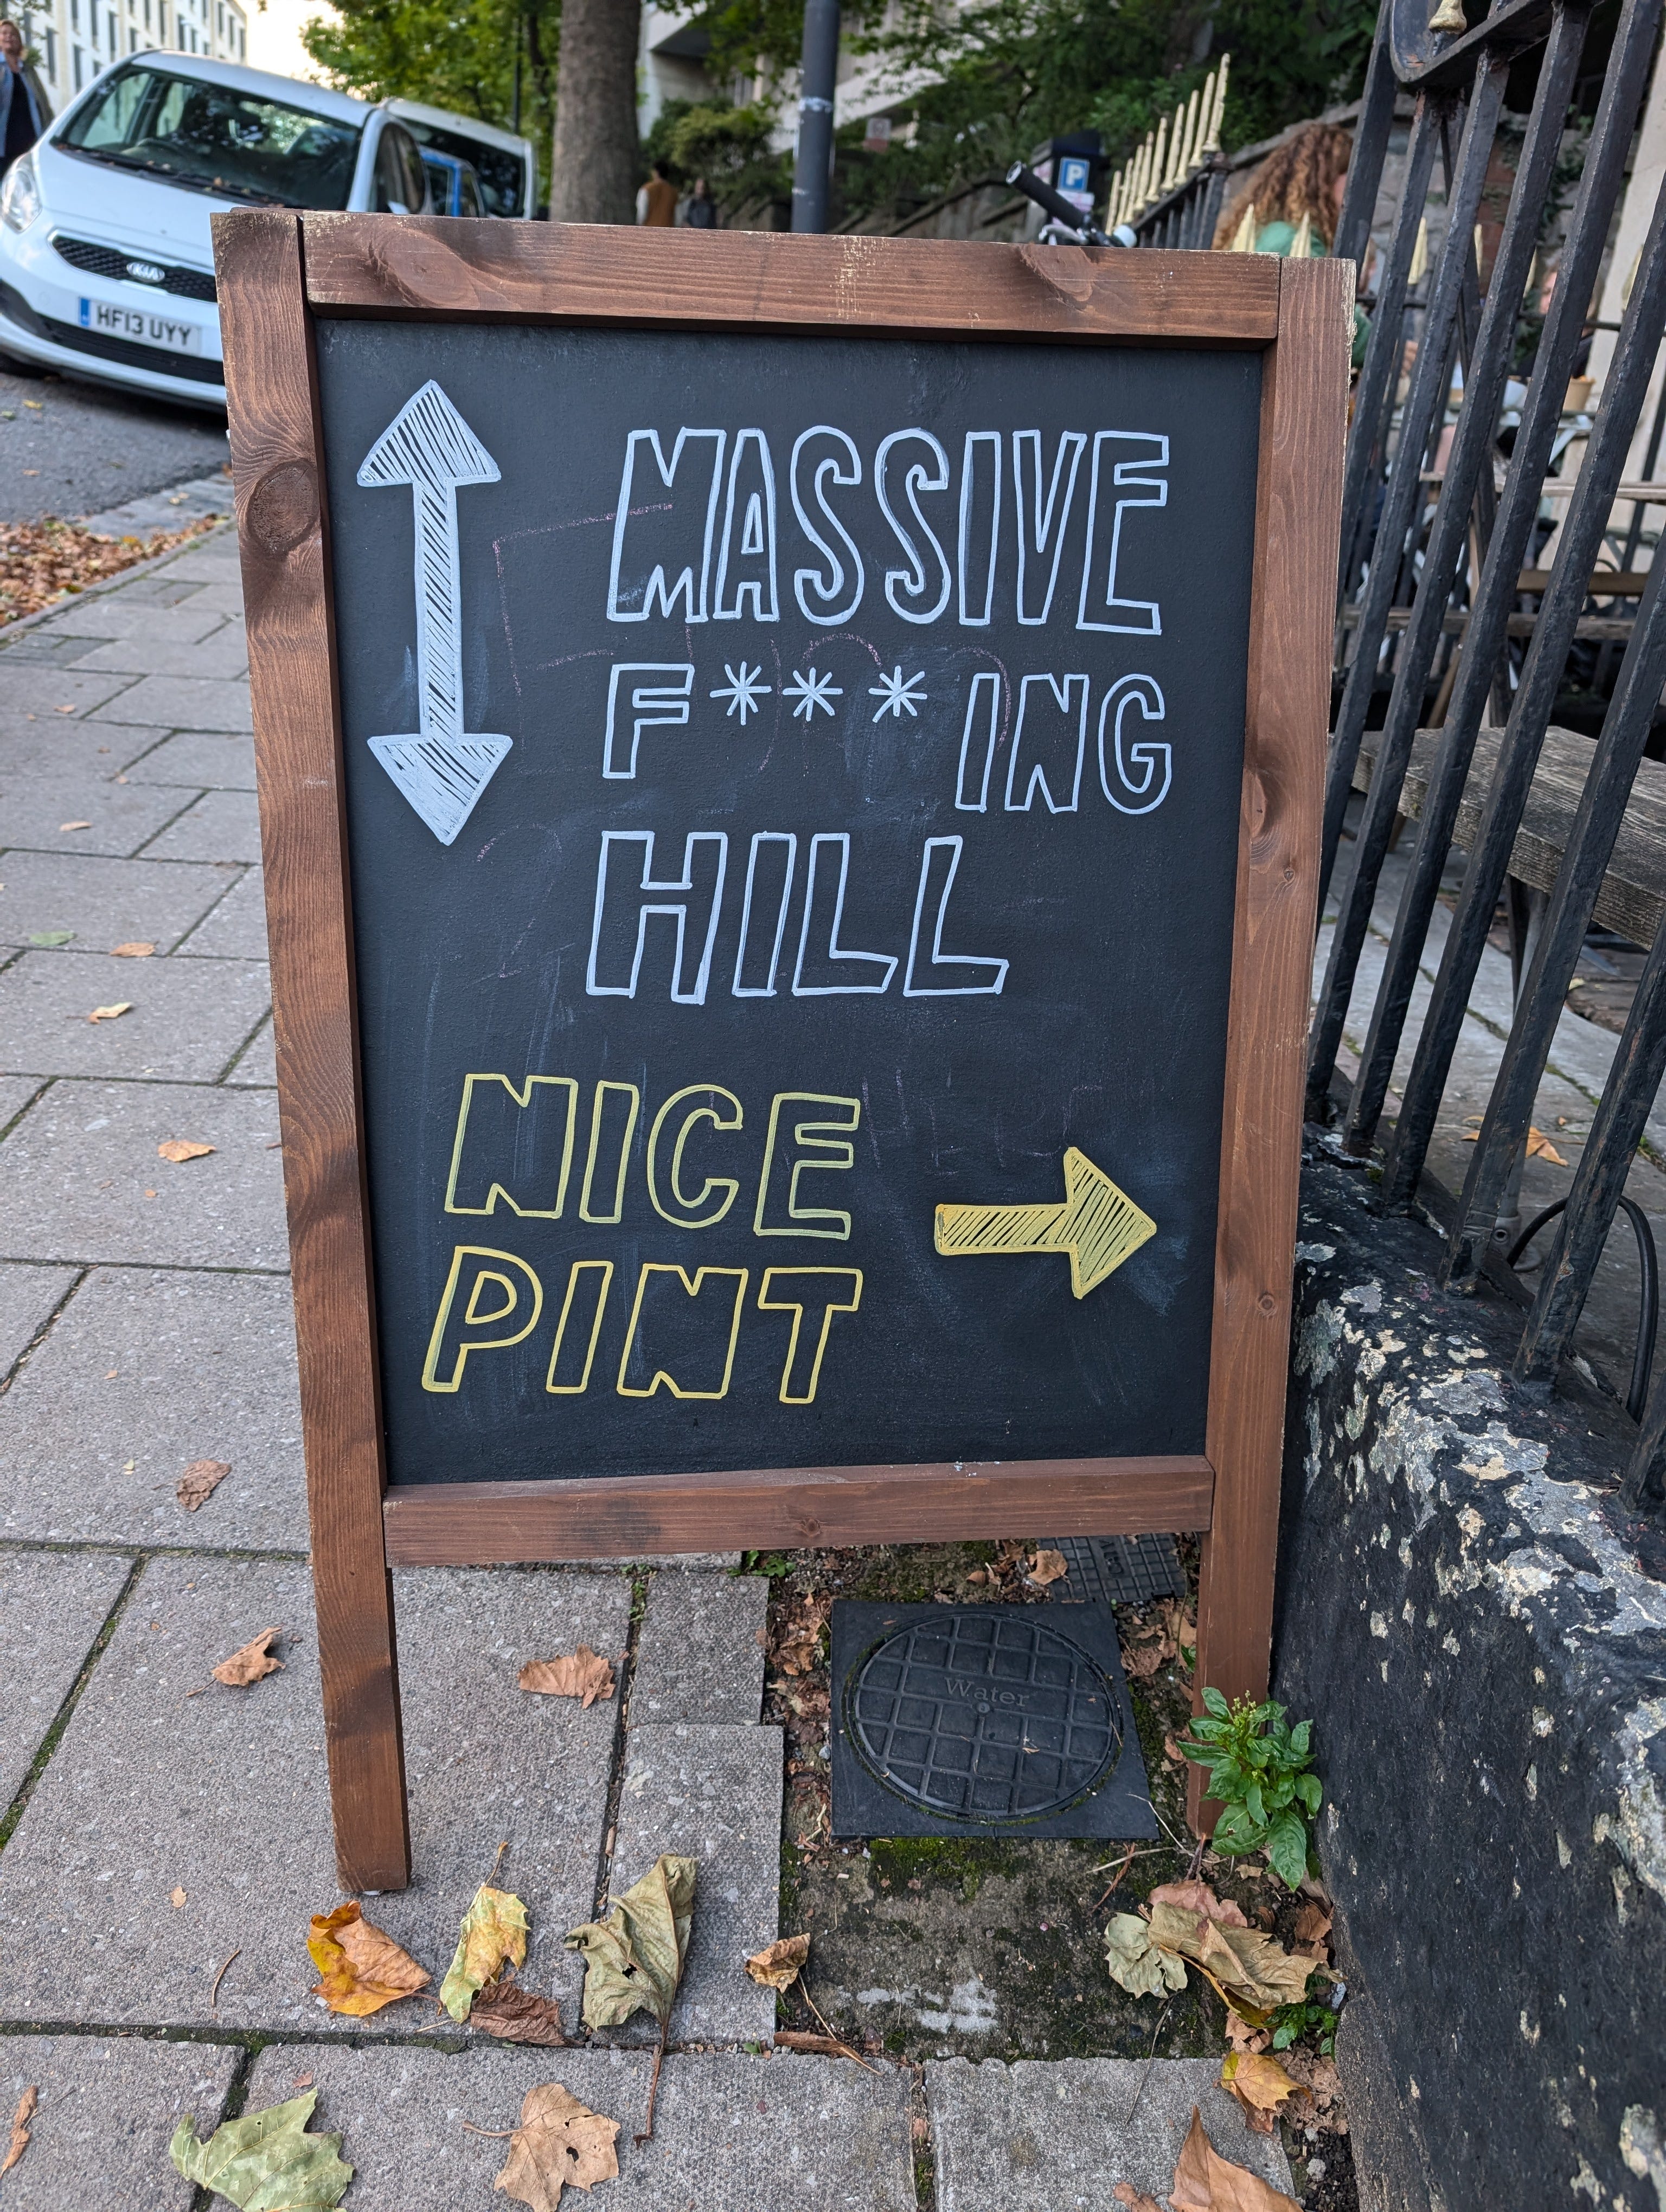 KIA
HF13 UYY
P
MASSIVE
F***ING
HILL
NICE
PINT
Water